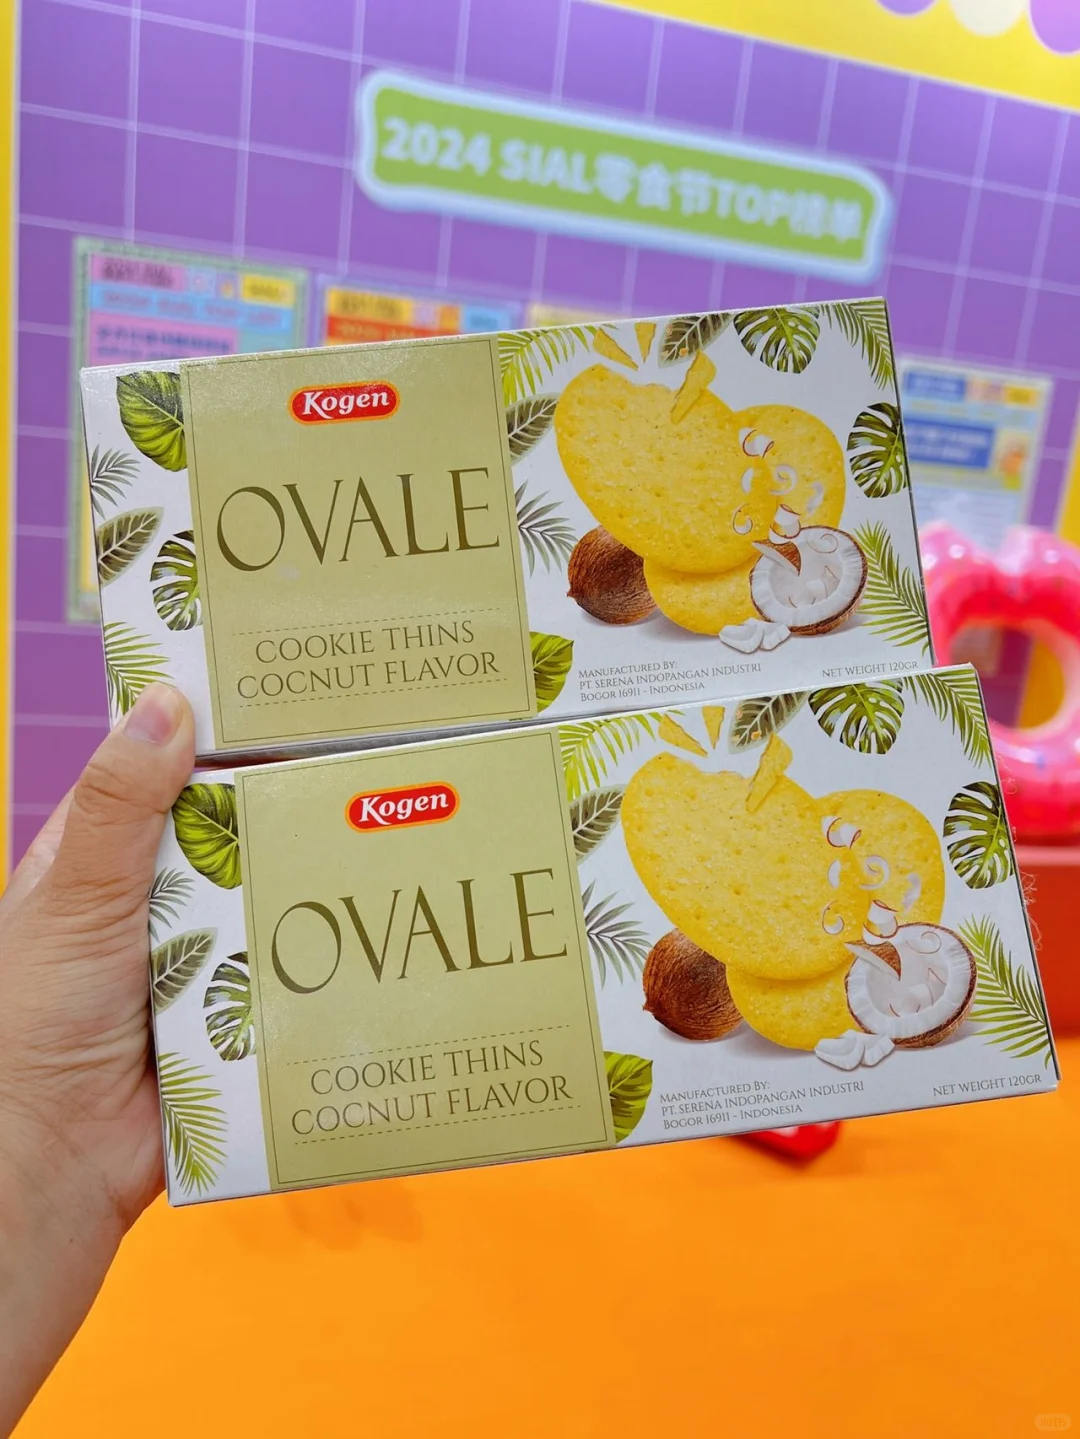 2024 SIAL零食节TOP榜单
Kogen
OVALE
COOKIE THINS
COCNUT FLAVOR
MANUFACTURED BY:
PT. SERENA INDOPANGAN INDUSTRI
BOGOR 16911 - INDONESIA
NET WEIGHT 120GR
Kogen
OVALE
COOKIE THINS
COCNUT FLAVOR
MANUFACTURED BY:
PT. SERENA INDOPANGAN INDUSTRI
BOGOR 16911 - INDONESIA
NET WEIGHT 120GR